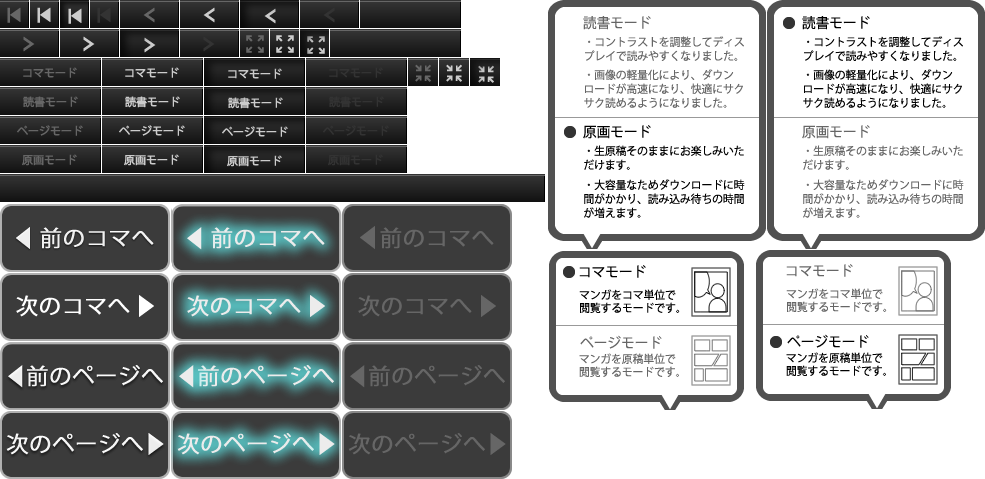 コマモード コマモード コマモード コマモード
読書モード 読書モード 読書モード 読書モード
ページモード ページモード ページモード ページモード
原画モード 原画モード 原画モード 原画モード
前のコマへ 前のコマへ 前のコマへ
次のコマへ 次のコマへ 次のコマへ
前のページへ 前のページへ 前のページへ
次のページへ 次のページへ 次のページへ
読書モード
・コントラストを調整してディス
プレイで読みやすくなりました。
・画像の軽量化により、ダウン
ロードが高速になり、快適にサク
サク読めるようになりました。
●原画モード
・生原稿そのままにお楽しみいた
だけます。
・大容量なためダウンロードに時
間がかかり、読み込み待ちの時間
が増えます。
●読書モード
・コントラストを調整してディス
プレイで読みやすくなりました。
・画像の軽量化により、ダウン
ロードが高速になり、快適にサク
サク読めるようになりました。
原画モード
・生原稿そのままにお楽しみいた
だけます。
・大容量なためダウンロードに時
間がかかり、読み込み待ちの時間
が増えます。
●コマモード
マンガをコマ単位で
閲覧するモードです。
ページモード
マンガを原稿単位で
閲覧するモードです。
コマモード
マンガをコマ単位で
閲覧するモードです。
●ページモード
マンガを原稿単位で
閲覧するモードです。